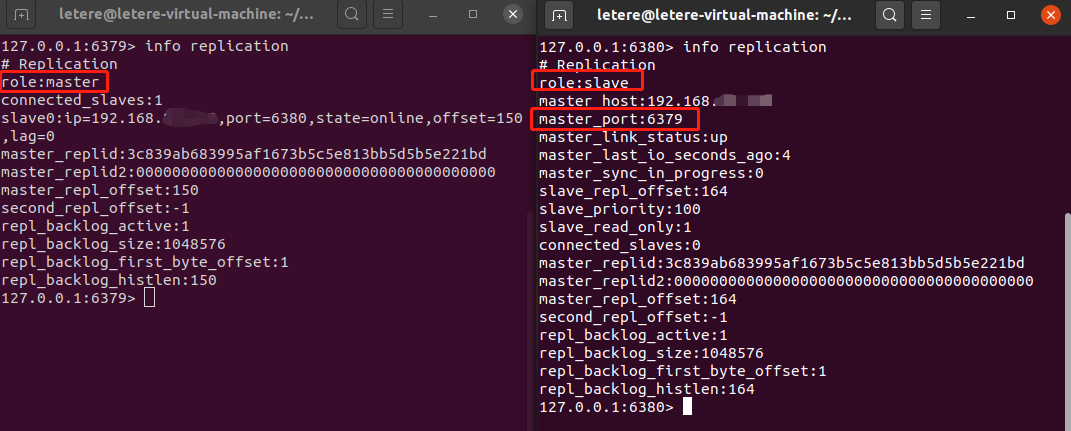 letere@letere-virtual-machine: ~/...
127.0.0.1:6379> info replication
# Replication
role:master
connected_slaves:1
slave0:ip=192.168.,port=6380,state=online,offset=150
,lag=0
master_replid:3c839ab683995af1673b5c5e813bb5d5b5e221bd
master_replid2:0000000000000000000000000000000000000000
master_repl_offset:150
second_repl_offset:-1
repl_backlog_active:1
repl_backlog_size:1048576
repl_backlog_first_byte_offset:1
repl_backlog_histlen:150
127.0.0.1:6379>
letere@letere-virtual-machine: ~/...
127.0.0.1:6380> info replication
# Replication
role:slave
master_host:192.168.
master_port:6379
master_link_status:up
master_last_io_seconds_ago:4
master_sync_in_progress:0
slave_repl_offset:164
slave_priority:100
slave_read_only:1
connected_slaves:0
master_replid:3c839ab683995af1673b5c5e813bb5d5b5e221bd
master_replid2:0000000000000000000000000000000000000000
master_repl_offset:164
second_repl_offset:-1
repl_backlog_active:1
repl_backlog_size:1048576
repl_backlog_first_byte_offset:1
repl_backlog_histlen:164
127.0.0.1:6380>